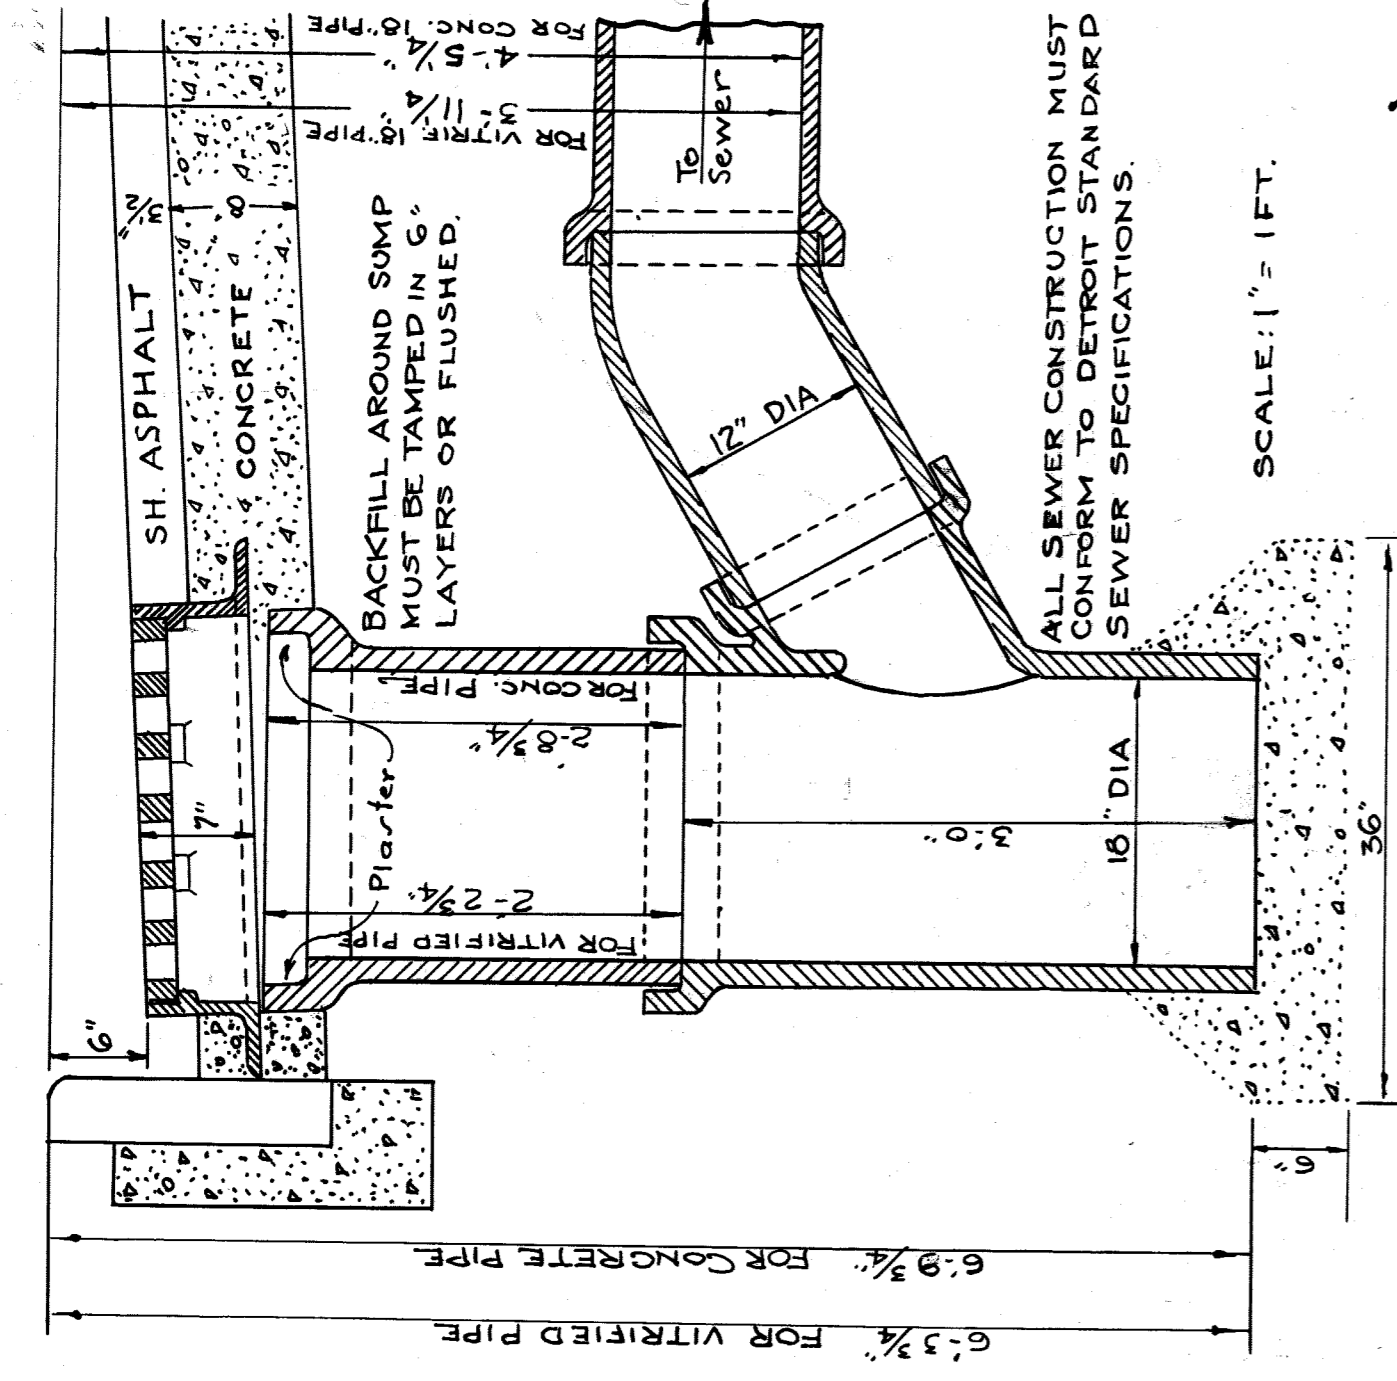 FOR CONC. 18" PIPE
4'-5 1/4"
3'-11 1/4"
FOR VITRIF. 18" PIPE
3 1/2"
8"
SH. ASPHALT
CONCRETE
BACKFILL AROUND SUMP
MUST BE TAMPED IN 6"
LAYERS OR FLUSHED.
To
Sewer
12" DIA
ALL SEWER CONSTRUCTION MUST
CONFORM TO DETROIT STANDARD
SEWER SPECIFICATIONS.
SCALE: 1" = 1FT.
FOR CONC. PIPE
2'-8 3/4"
7"
Plaster
2'-2 3/4"
FOR VITRIFIED PIPE
3'-0"
18" DIA
36"
6"
6"
6'-9 3/4" FOR CONCRETE PIPE
6'-3 3/4" FOR VITRIFIED PIPE